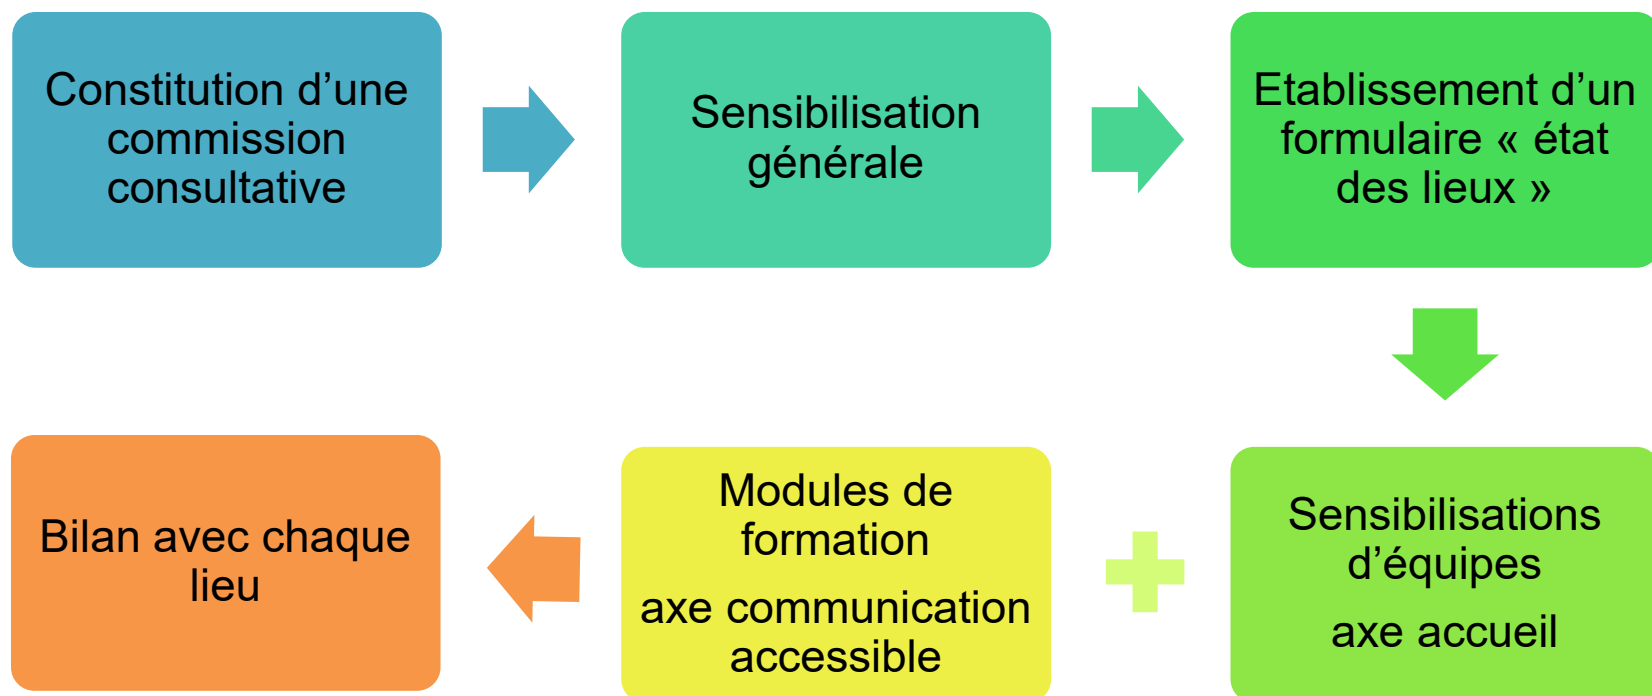 Constitution d’une
commission
consultative
Sensibilisation
générale
Etablissement d’un
formulaire « état
des lieux »
Sensibilisations
d’équipes
axe accueil
Modules de
formation
axe communication
accessible
Bilan avec chaque
lieu